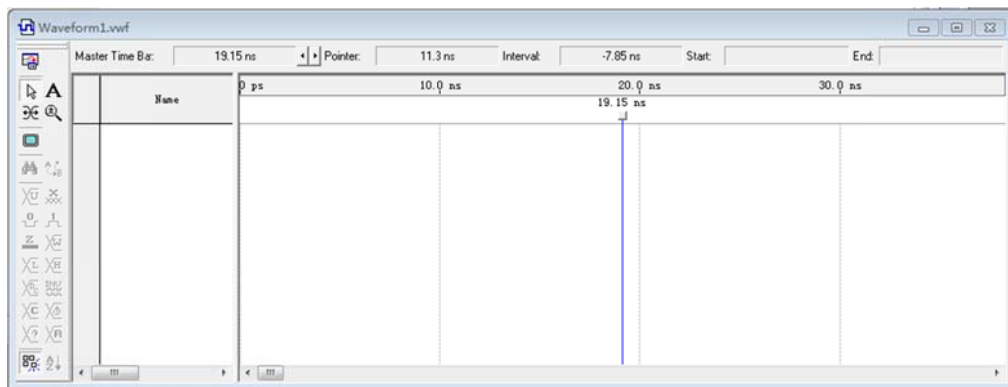 Waveform1.vwf
Master Time Bar: 19.15 ns Pointer: 11.3 ns Interval: -7.85 ns Start: End:
Name
0 ps 10.0 ns 20.0 ns 30.0 ns
19.15 ns